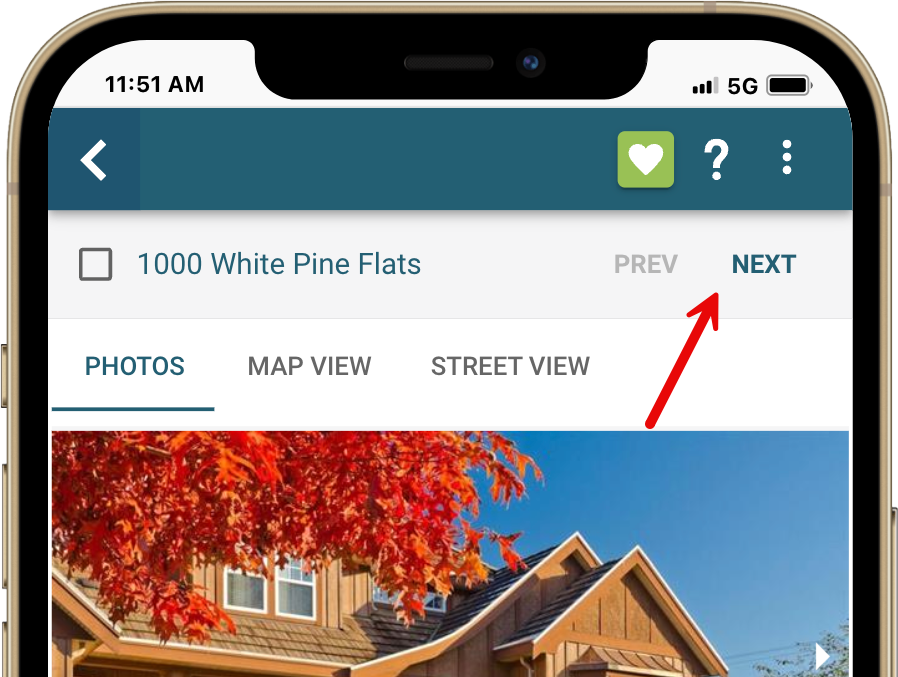 11:51 AM 5G
?
1000 White Pine Flats PREV NEXT
PHOTOS MAP VIEW STREET VIEW